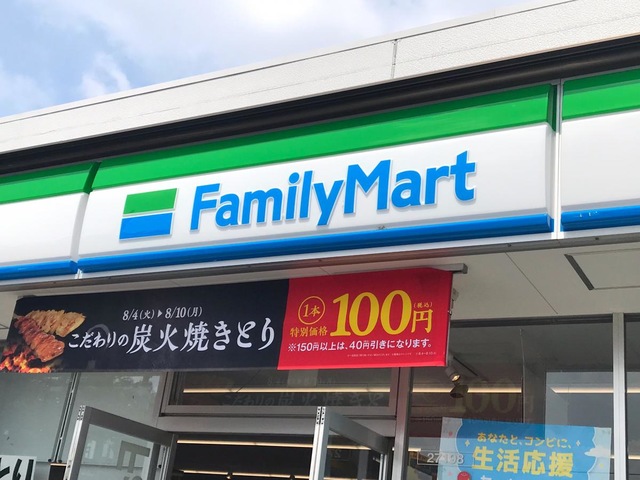 FamilyMart
8/4(火)▶8/10(月)
こだわりの炭火焼きとり
1本
特別価格
100円
(税込)
※150円以上は、40円引きになります。
あなたと、コンビに、
生活応援
27398
とり